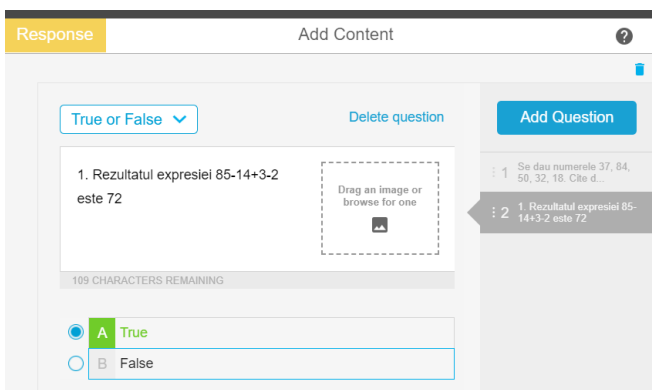 Response
Add Content
?
True or False
Delete question
Add Question
1. Rezultatul expresiei 85-14+3-2
este 72
Drag an image or
browse for one
109 CHARACTERS REMAINING
A True
B False
1 Se dau numerele 37, 84,
50, 32, 18. Cite d...
2 1. Rezultatul expresiei 85-
14+3-2 este 72